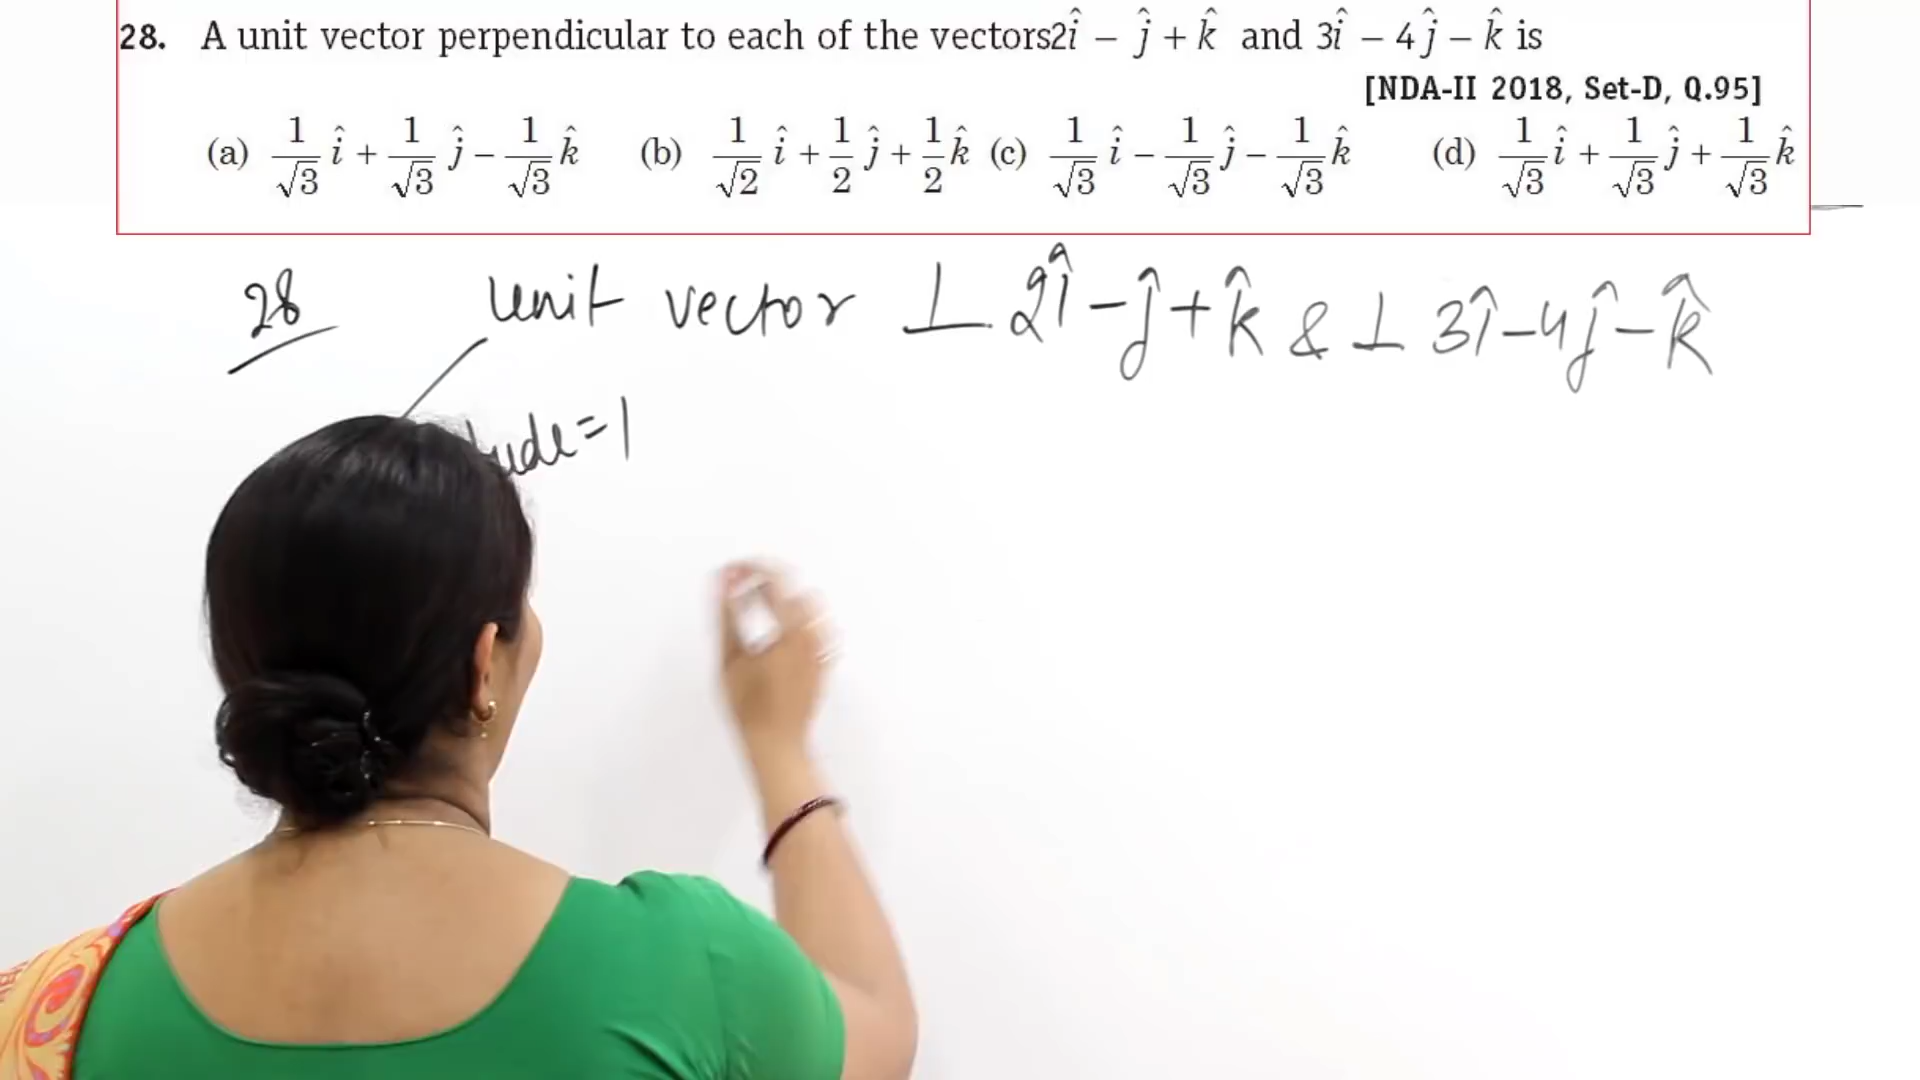 28. A unit vector perpendicular to each of the vectors2î − ĵ + k̂ and 3î − 4ĵ − k̂ is
[NDA-II 2018, Set-D, Q.95]
(a) 1/√3 î + 1/√3 ĵ − 1/√3 k̂ (b) 1/√2 î + 1/2 ĵ + 1/2 k̂ (c) 1/√3 î − 1/√3 ĵ − 1/√3 k̂ (d) 1/√3 î + 1/√3 ĵ + 1/√3 k̂
28 unit vector ⊥ 2î − ĵ + k̂ & ⊥ 3î − 4ĵ − k̂
= 1